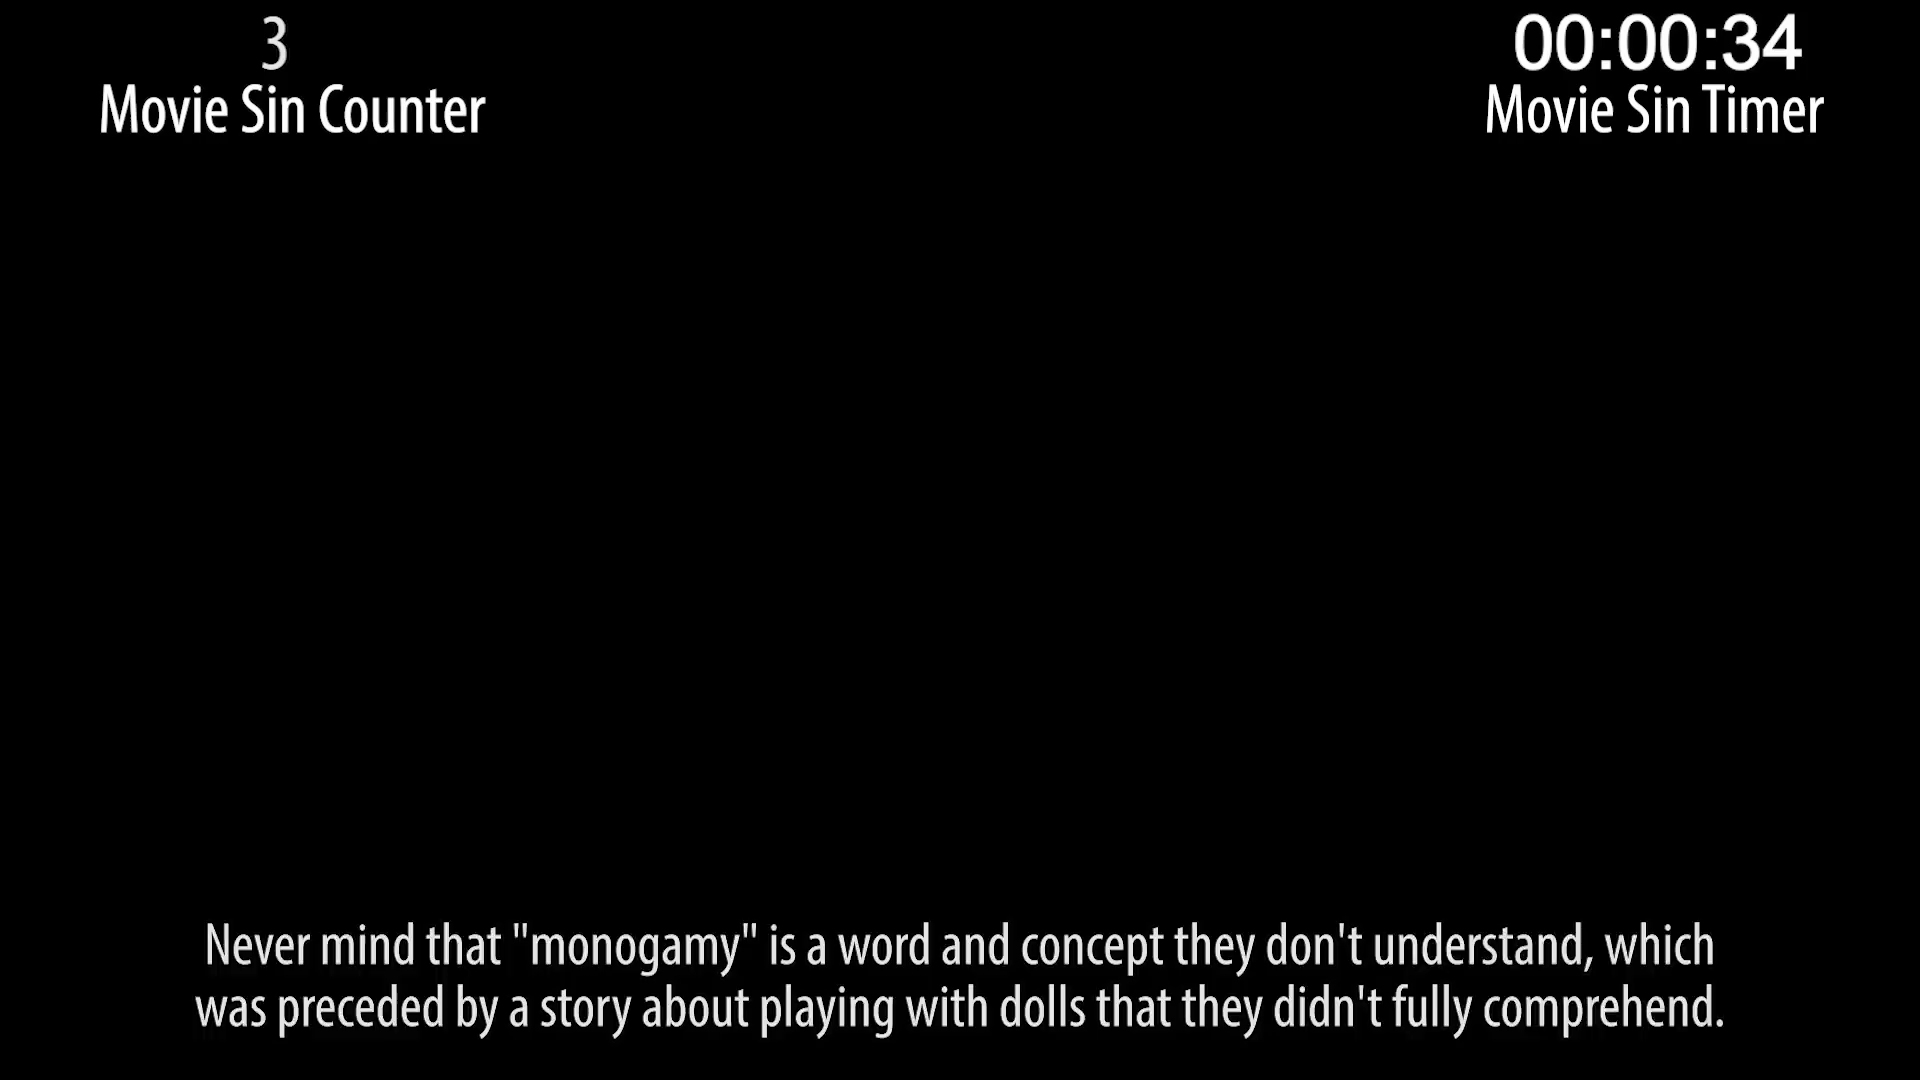 3
Movie Sin Counter
00:00:34
Movie Sin Timer
Never mind that "monogamy" is a word and concept they don't understand, which
was preceded by a story about playing with dolls that they didn't fully comprehend.